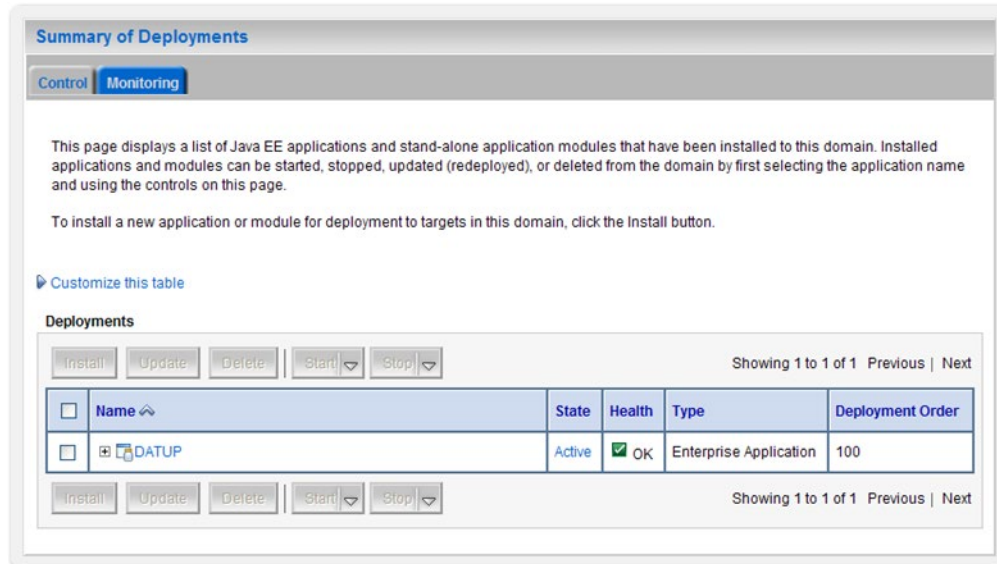 Summary of Deployments
Control Monitoring
This page displays a list of Java EE applications and stand-alone application modules that have been installed to this domain. Installed
applications and modules can be started, stopped, updated (redeployed), or deleted from the domain by first selecting the application name
and using the controls on this page.
To install a new application or module for deployment to targets in this domain, click the Install button.
Customize this table
Deployments
Install Update Delete Start Stop Showing 1 to 1 of 1 Previous | Next
Name State Health Type Deployment Order
DATUP Active OK Enterprise Application 100
Install Update Delete Start Stop Showing 1 to 1 of 1 Previous | Next